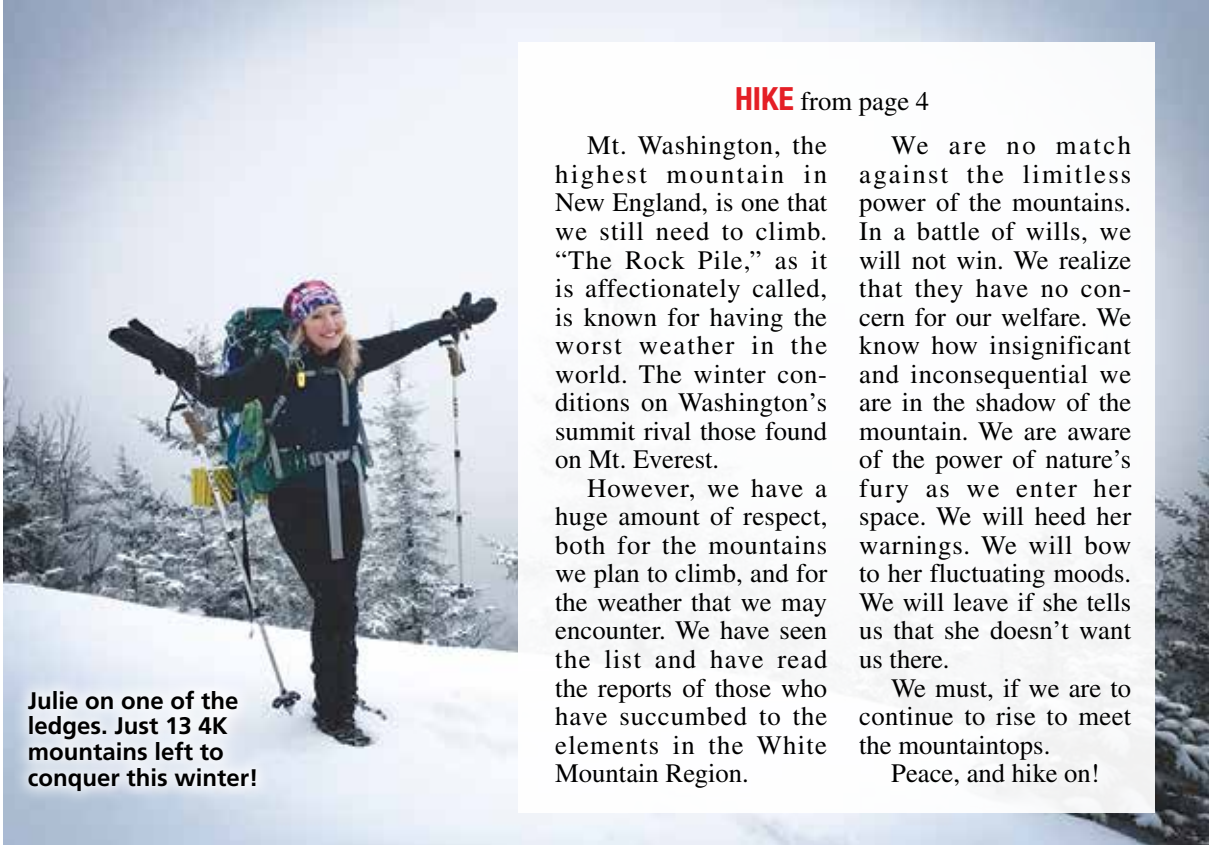 HIKE from page 4
Mt. Washington, the
highest mountain in
New England, is one that
we still need to climb.
“The Rock Pile,” as it
is affectionately called,
is known for having the
worst weather in the
world. The winter con-
ditions on Washington’s
summit rival those found
on Mt. Everest.
However, we have a
huge amount of respect,
both for the mountains
we plan to climb, and for
the weather that we may
encounter. We have seen
the list and have read
the reports of those who
have succumbed to the
elements in the White
Mountain Region.
We are no match
against the limitless
power of the mountains.
In a battle of wills, we
will not win. We realize
that they have no con-
cern for our welfare. We
know how insignificant
and inconsequential we
are in the shadow of the
mountain. We are aware
of the power of nature’s
fury as we enter her
space. We will heed her
warnings. We will bow
to her fluctuating moods.
We will leave if she tells
us that she doesn’t want
us there.
We must, if we are to
continue to rise to meet
the mountaintops.
Peace, and hike on!
Julie on one of the
ledges. Just 13 4K
mountains left to
conquer this winter!